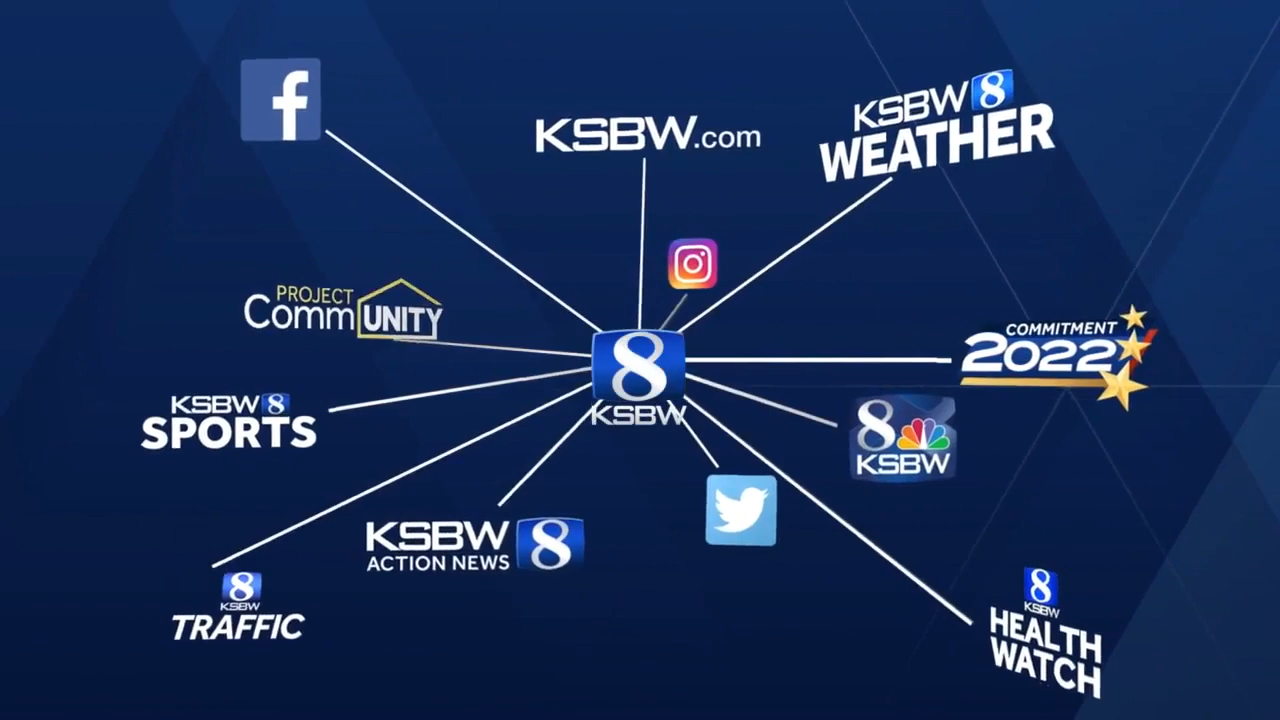 f
KSBW.com
KSBW 8
WEATHER
PROJECT
CommUNITY
COMMITMENT
2022
8
KSBW
KSBW 8
SPORTS
8
KSBW
KSBW 8
ACTION NEWS
8
KSBW
TRAFFIC
8
KSBW
HEALTH
WATCH